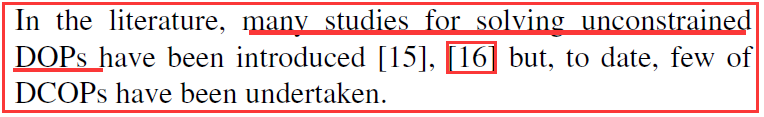 In the literature, many studies for solving unconstrained
DOPs have been introduced [15], [16] but, to date, few of
DCOPs have been undertaken.